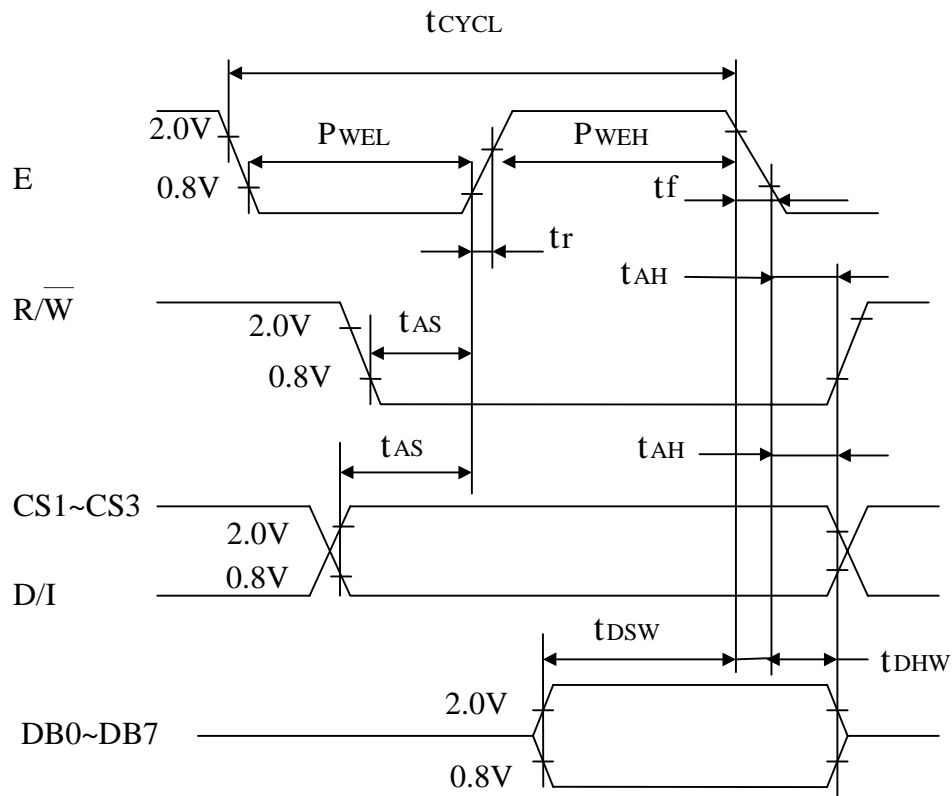 tCYCL
2.0V
PWEL
PWEH
E
0.8V
tf
tr
tAH
R/W̅
2.0V
tAS
0.8V
tAS
tAH
CS1~CS3
2.0V
0.8V
D/I
tDSW
tDHW
2.0V
DB0~DB7
0.8V